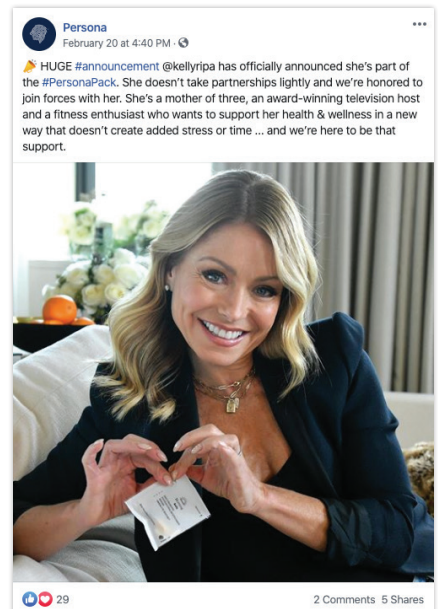 Persona
February 20 at 4:40 PM ·
HUGE #announcement @kellyripa has officially announced she's part of
the #PersonaPack. She doesn't take partnerships lightly and we're honored to
join forces with her. She's a mother of three, an award-winning television host
and a fitness enthusiast who wants to support her health & wellness in a new
way that doesn't create added stress or time ... and we're here to be that
support.
29
2 Comments 5 Shares